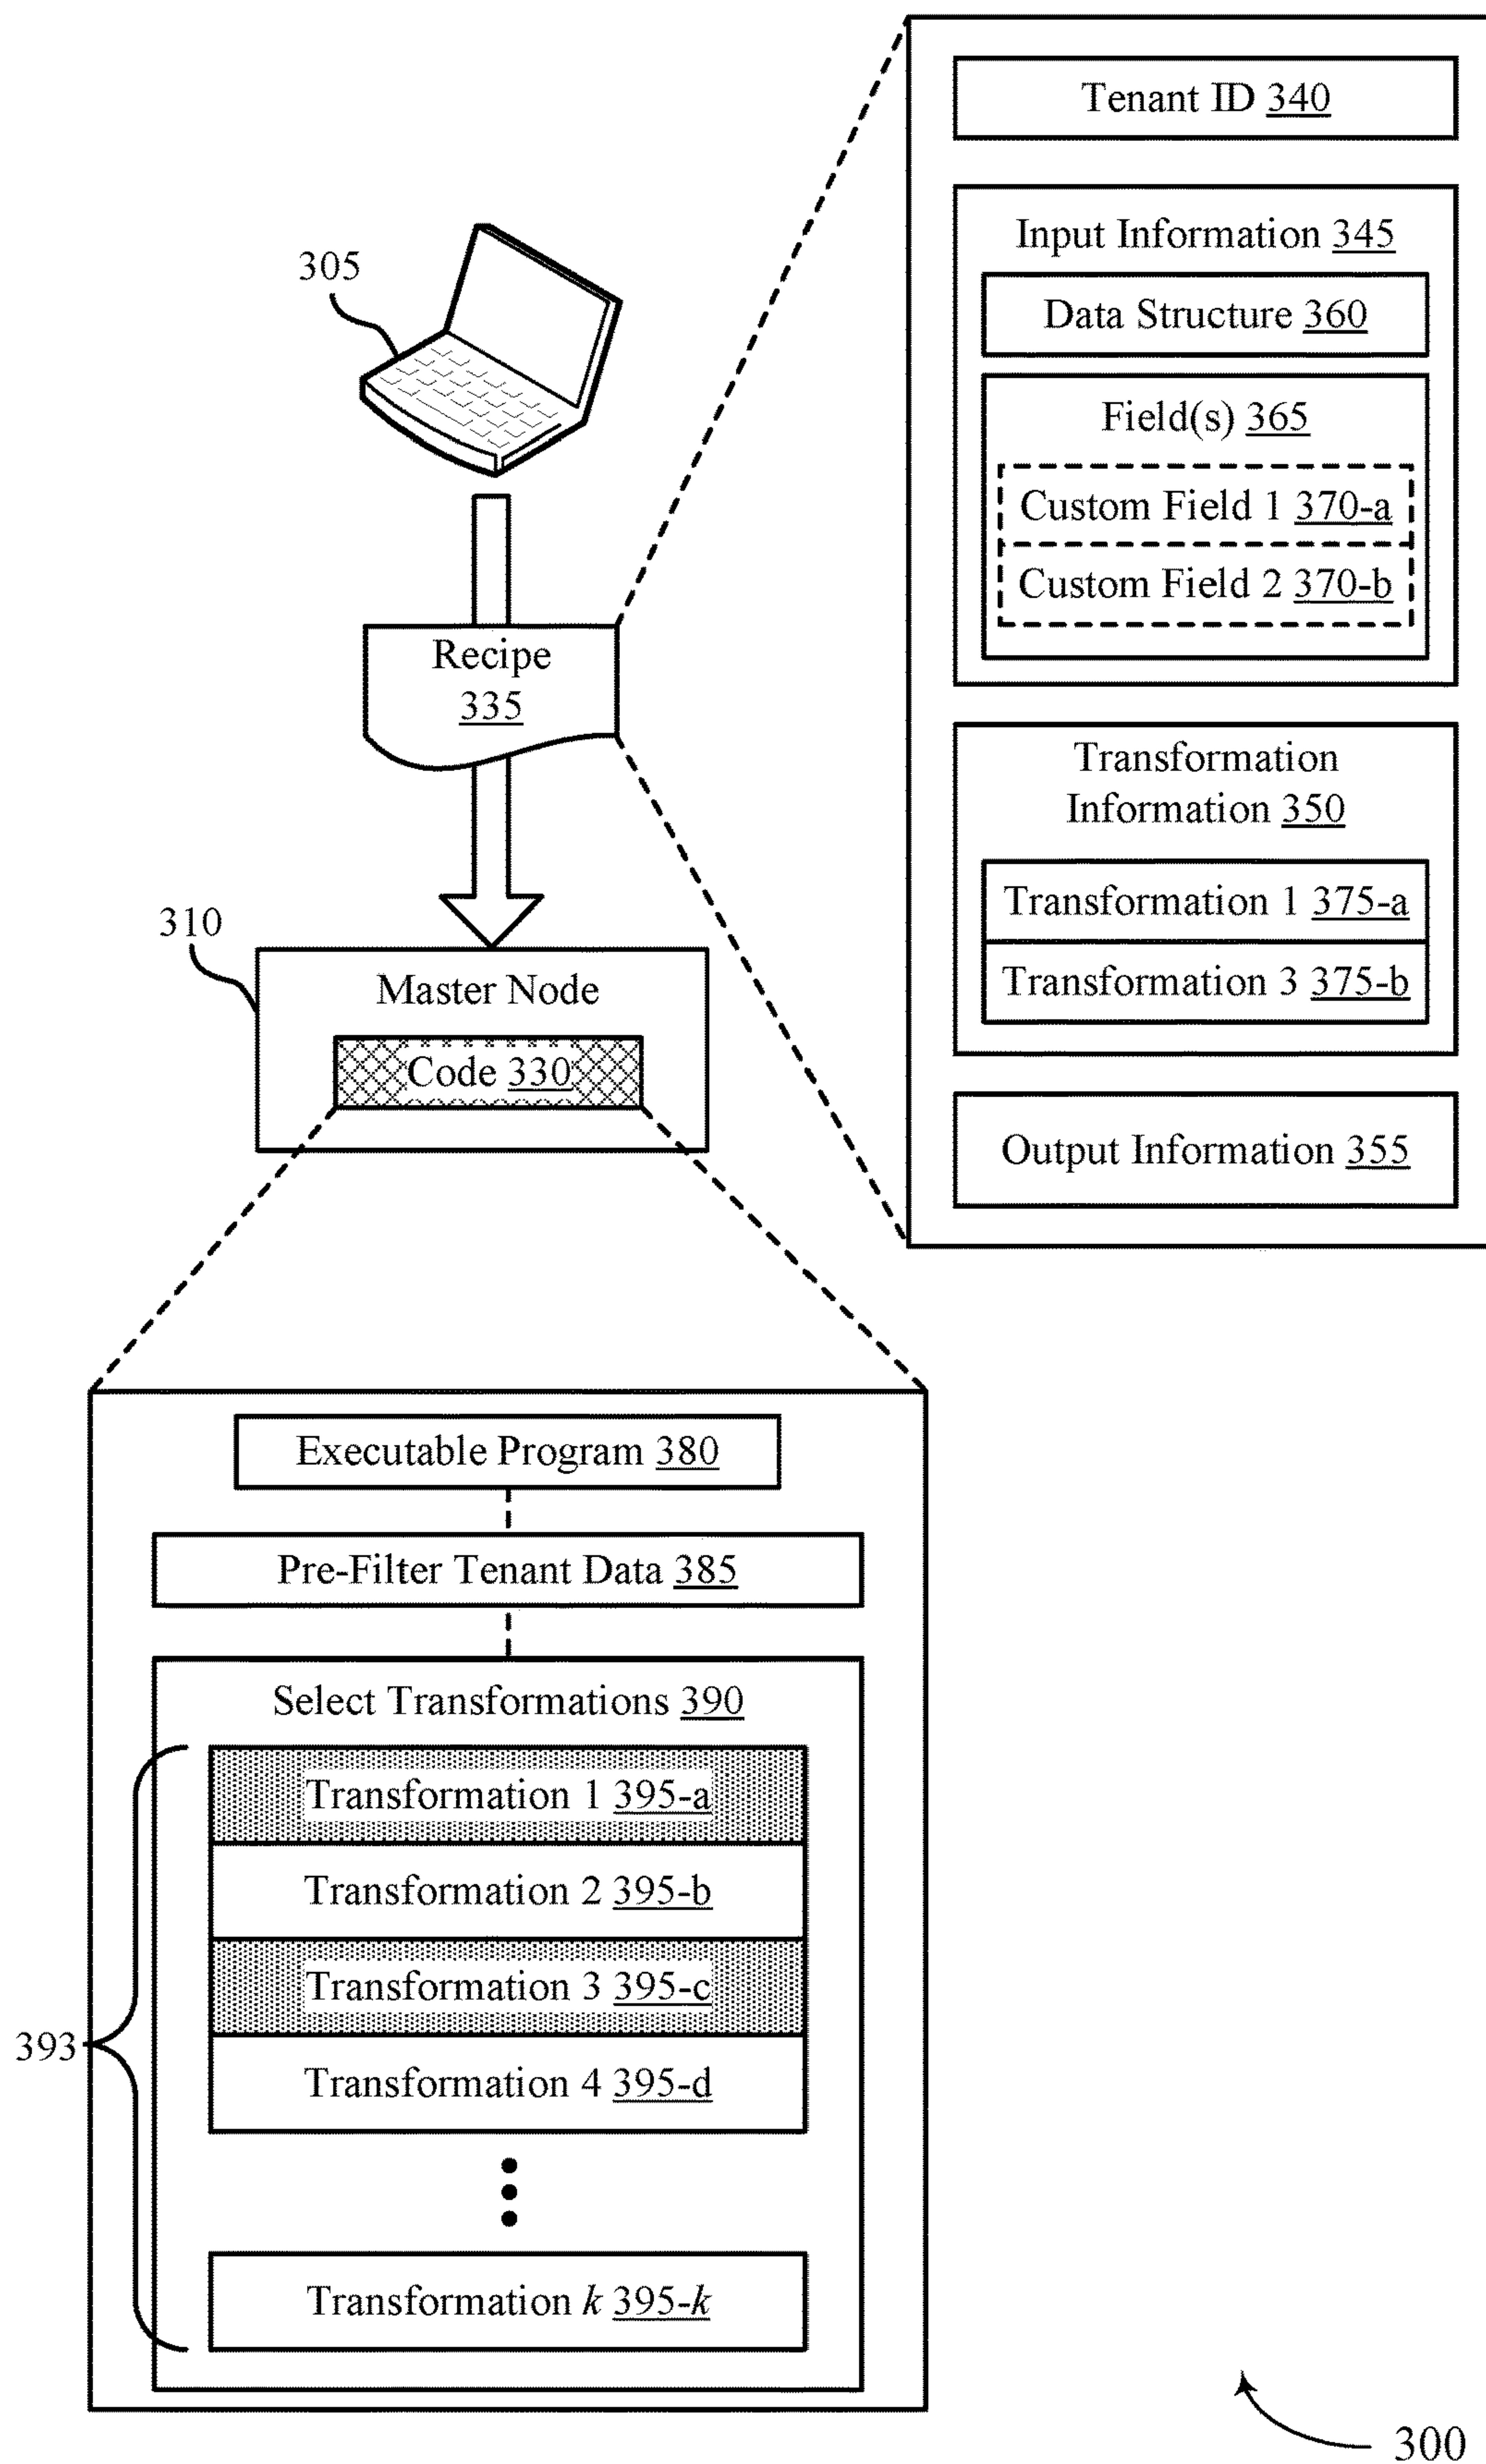 Tenant ID 340
Input Information 345
Data Structure 360
Field(s) 365
Custom Field 1 370-a
Custom Field 2 370-b
Transformation
Information 350
Transformation 1 375-a
Transformation 3 375-b
Output Information 355
305
Recipe
335
310
Master Node
Code 330
Executable Program 380
Pre-Filter Tenant Data 385
Select Transformations 390
Transformation 1 395-a
Transformation 2 395-b
Transformation 3 395-c
393
Transformation 4 395-d
Transformation k 395-k
300